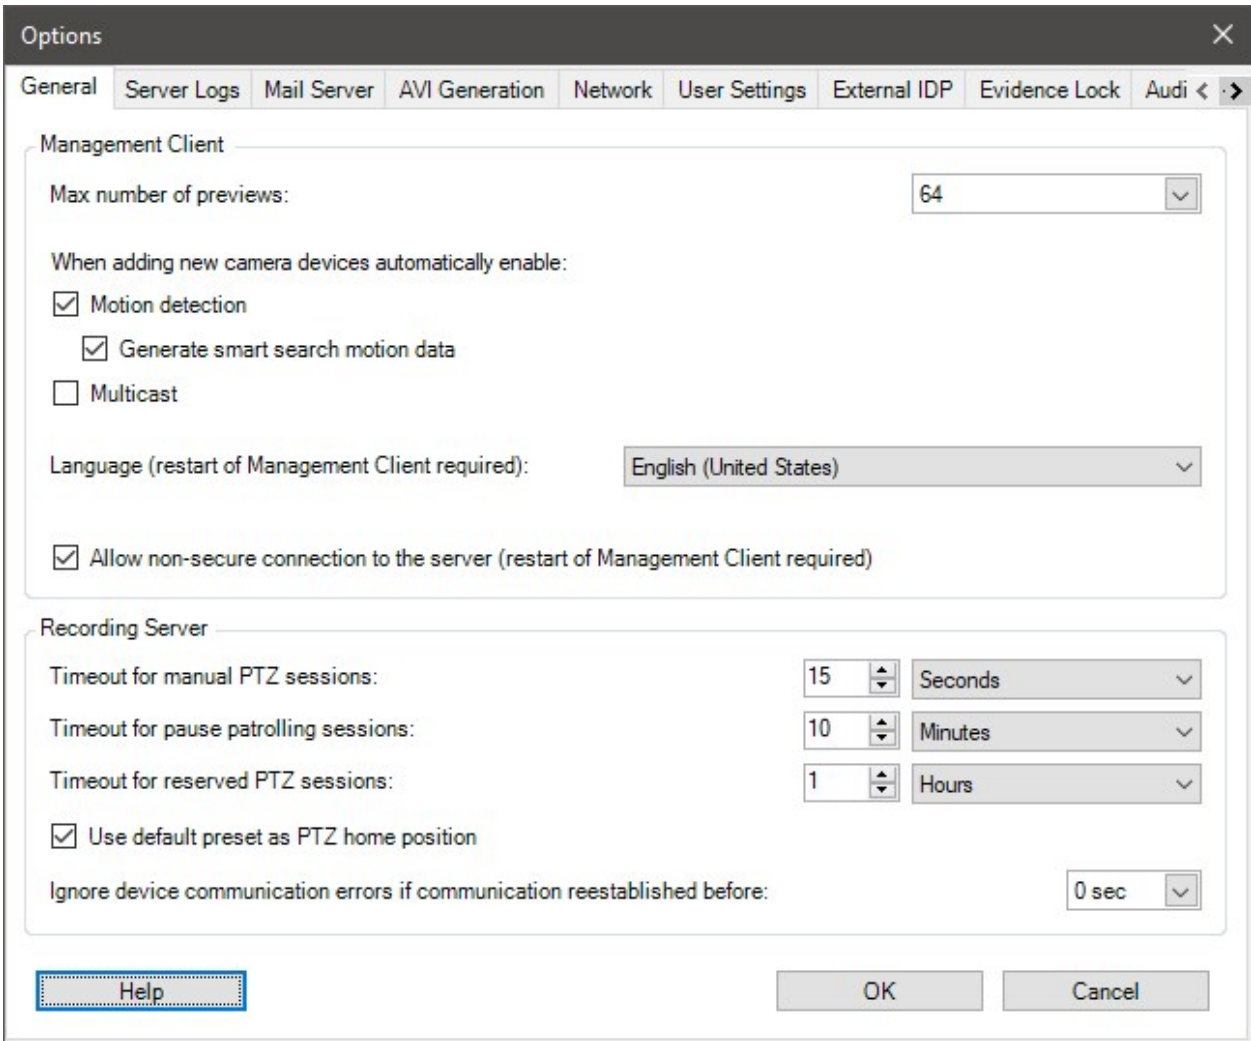 Options
General Server Logs Mail Server AVI Generation Network User Settings External IDP Evidence Lock Audi
Management Client
Max number of previews: 64
When adding new camera devices automatically enable:
Motion detection
Generate smart search motion data
Multicast
Language (restart of Management Client required): English (United States)
Allow non-secure connection to the server (restart of Management Client required)
Recording Server
Timeout for manual PTZ sessions: 15 Seconds
Timeout for pause patrolling sessions: 10 Minutes
Timeout for reserved PTZ sessions: 1 Hours
Use default preset as PTZ home position
Ignore device communication errors if communication reestablished before: 0 sec
Help OK Cancel